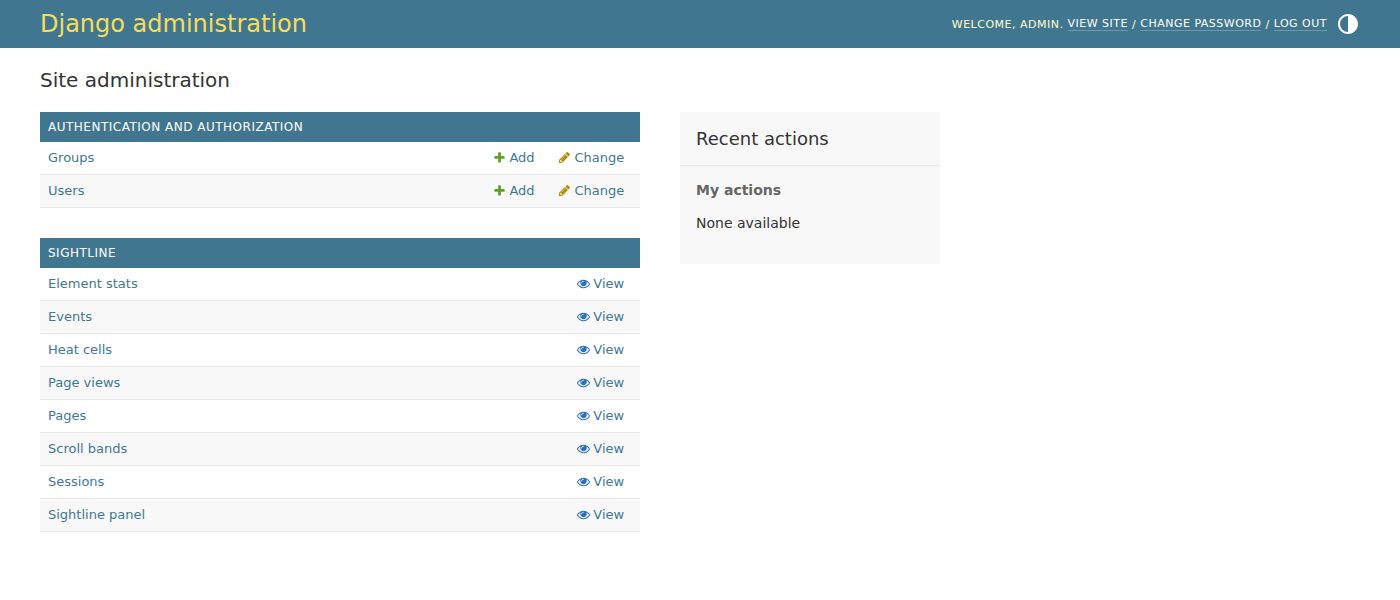 Django administration
WELCOME, ADMIN. VIEW SITE / CHANGE PASSWORD / LOG OUT
Site administration
AUTHENTICATION AND AUTHORIZATION
Groups Add Change
Users Add Change
SIGHTLINE
Element stats View
Events View
Heat cells View
Page views View
Pages View
Scroll bands View
Sessions View
Sightline panel View
Recent actions
My actions
None available